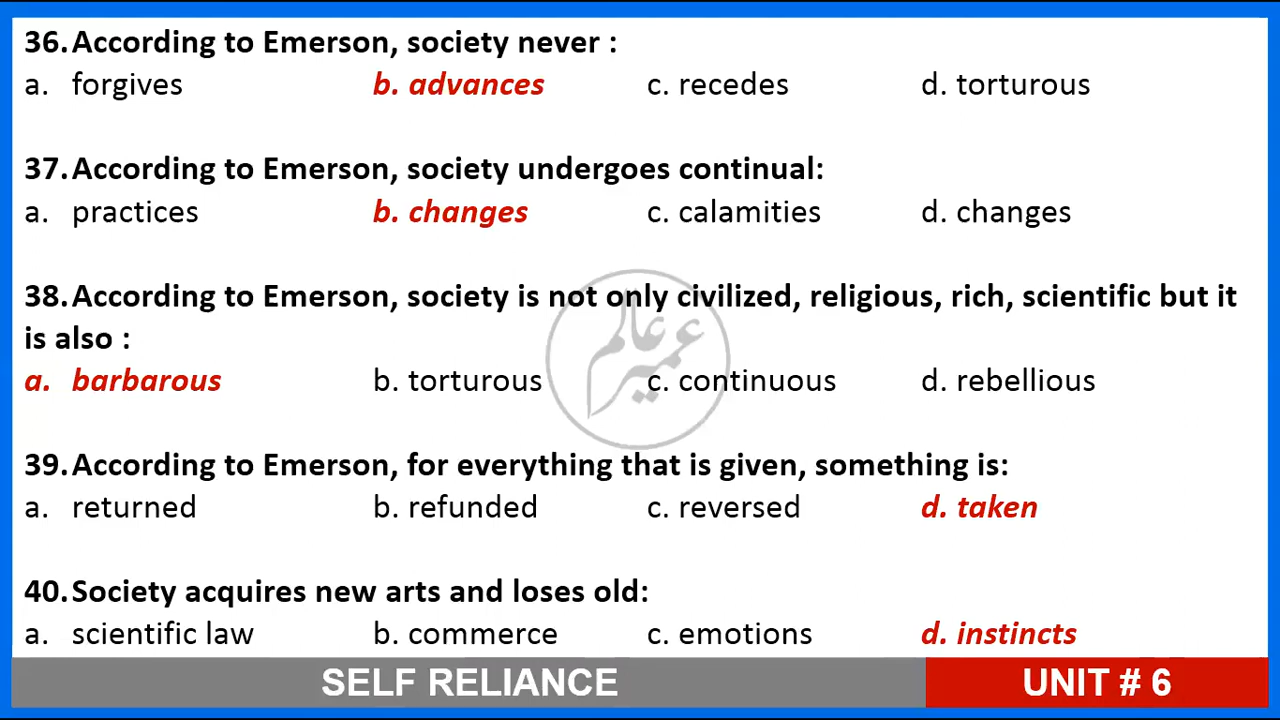 36. According to Emerson, society never :
a. forgives b. advances c. recedes d. torturous
37. According to Emerson, society undergoes continual:
a. practices b. changes c. calamities d. changes
38. According to Emerson, society is not only civilized, religious, rich, scientific but it
is also :
عمیر عالم
a. barbarous b. torturous c. continuous d. rebellious
39. According to Emerson, for everything that is given, something is:
a. returned b. refunded c. reversed d. taken
40. Society acquires new arts and loses old:
a. scientific law b. commerce c. emotions d. instincts
SELF RELIANCE UNIT # 6